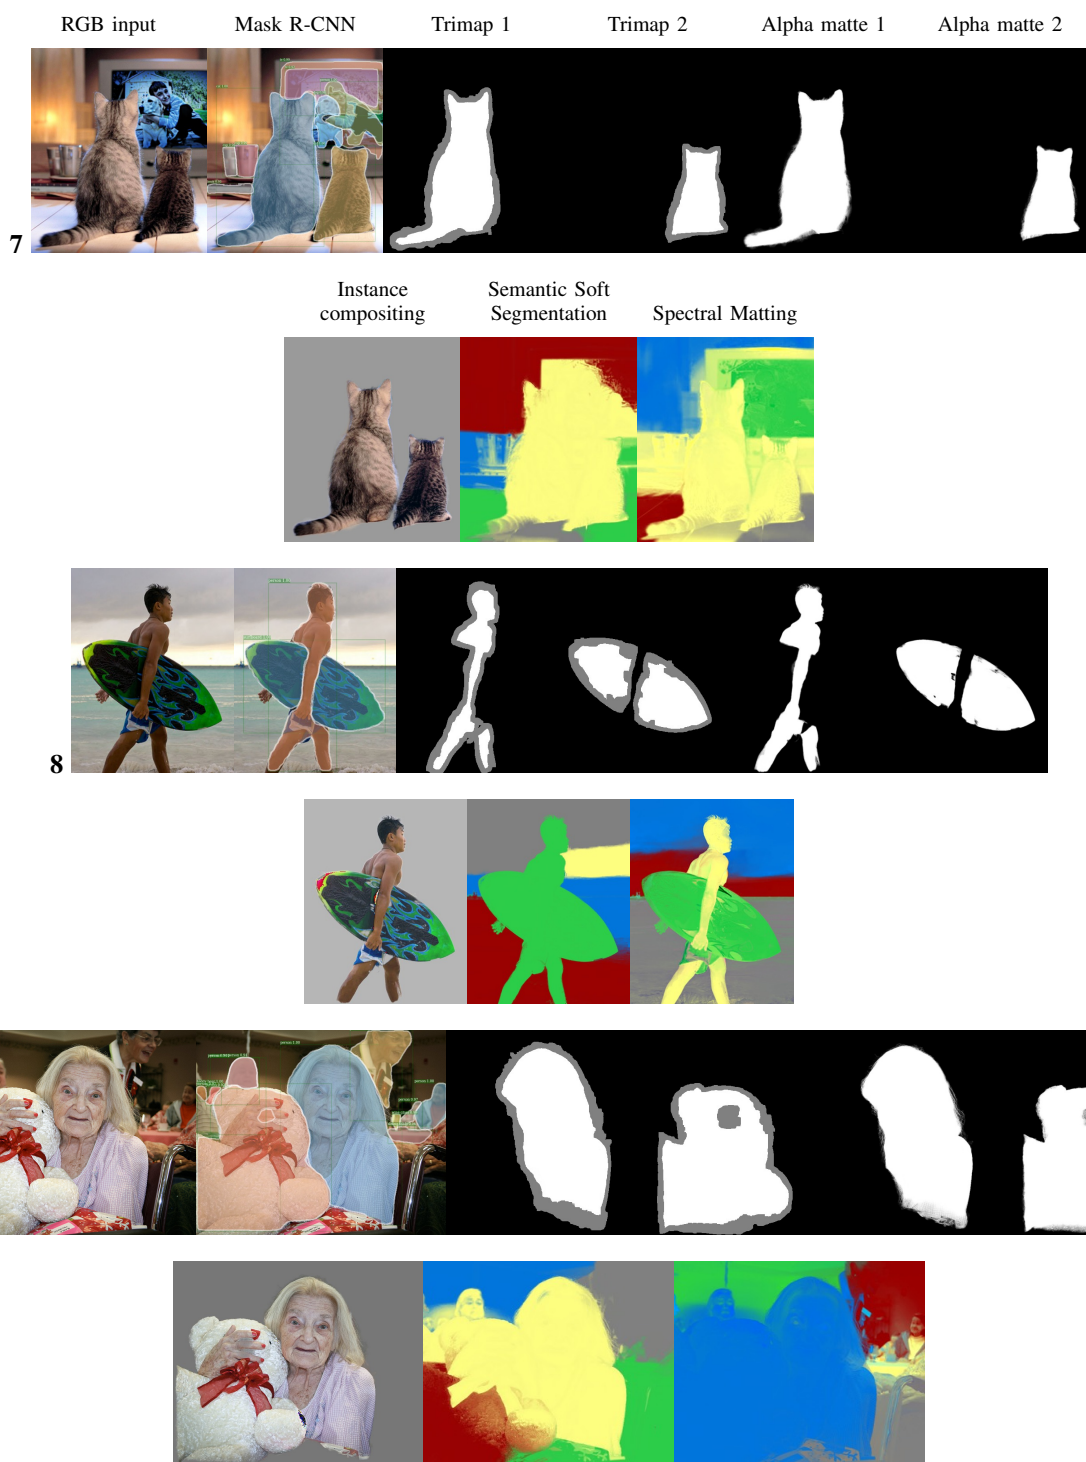 RGB input
Mask R-CNN
Trimap 1
Trimap 2
Alpha matte 1
Alpha matte 2
7
Instance
compositing
Semantic Soft
Segmentation
Spectral Matting
8